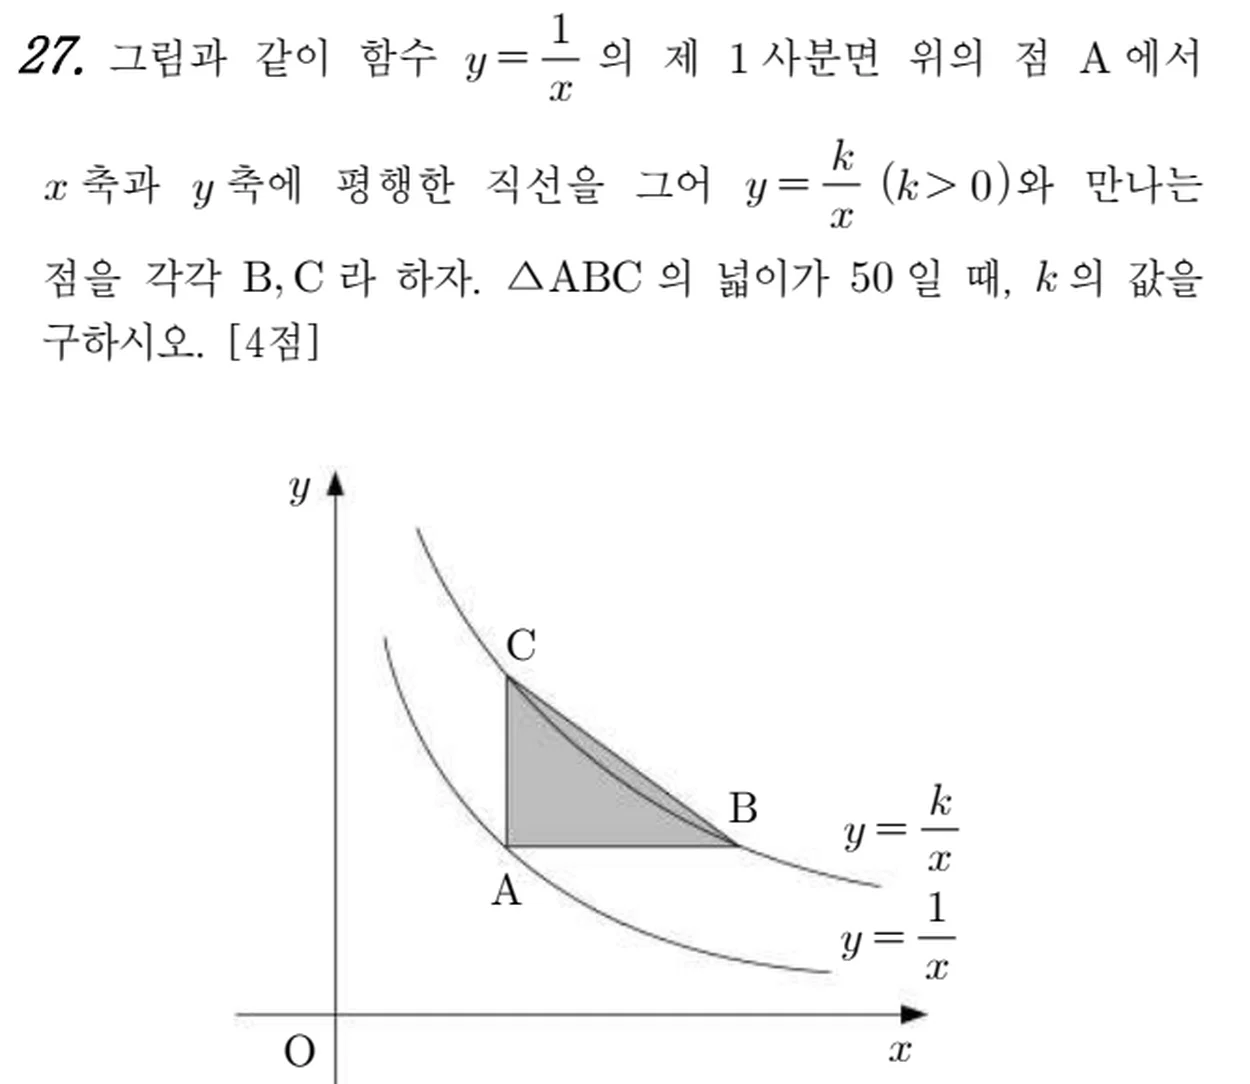 27. 그림과 같이 함수 y = 1/x 의 제 1 사분면 위의 점 A 에서
x 축과 y 축에 평행한 직선을 그어 y = k/x (k > 0)와 만나는
점을 각각 B, C 라 하자. △ABC 의 넓이가 50 일 때, k 의 값을
구하시오. [4점]
y
C
B
y = k/x
A
y = 1/x
O
x